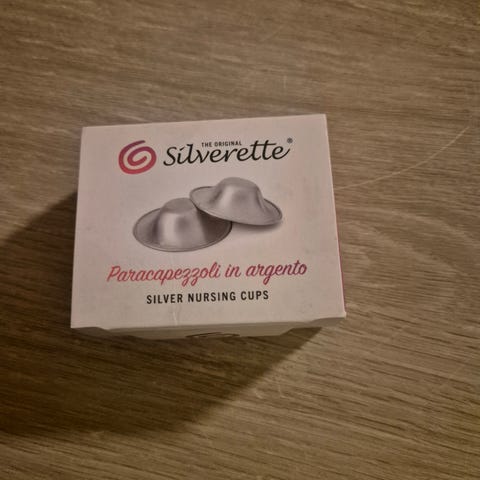 THE ORIGINAL
Silverette®
Paracapezzoli in argento
SILVER NURSING CUPS